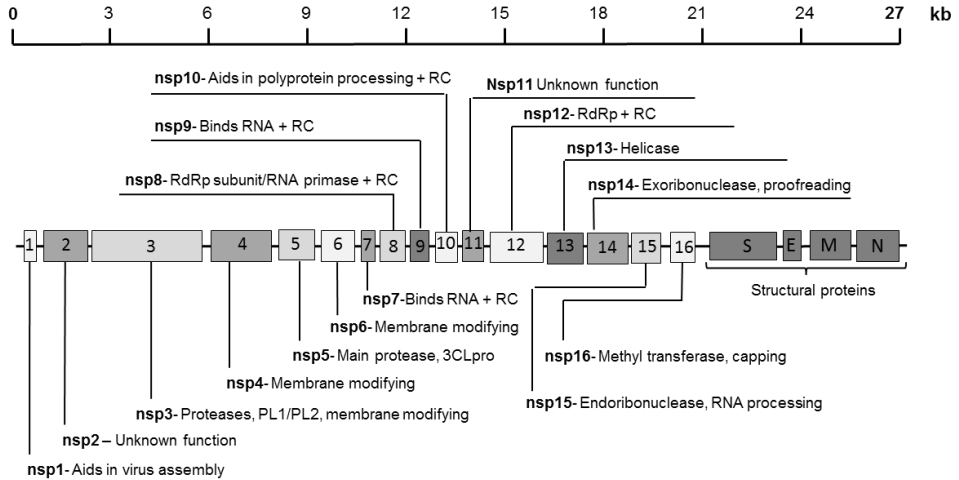 0 3 6 9 12 15 18 21 24 27 kb
nsp10- Aids in polyprotein processing + RC
Nsp11 Unknown function
nsp12- RdRp + RC
nsp9- Binds RNA + RC
nsp13- Helicase
nsp8- RdRp subunit/RNA primase + RC
nsp14- Exoribonuclease, proofreading
1 2 3 4 5 6 7 8 9 10 11 12 13 14 15 16 S E M N
Structural proteins
nsp7-Binds RNA + RC
nsp6- Membrane modifying
nsp5- Main protease, 3CLpro
nsp16- Methyl transferase, capping
nsp4- Membrane modifying
nsp15- Endoribonuclease, RNA processing
nsp3- Proteases, PL1/PL2, membrane modifying
nsp2 – Unknown function
nsp1- Aids in virus assembly